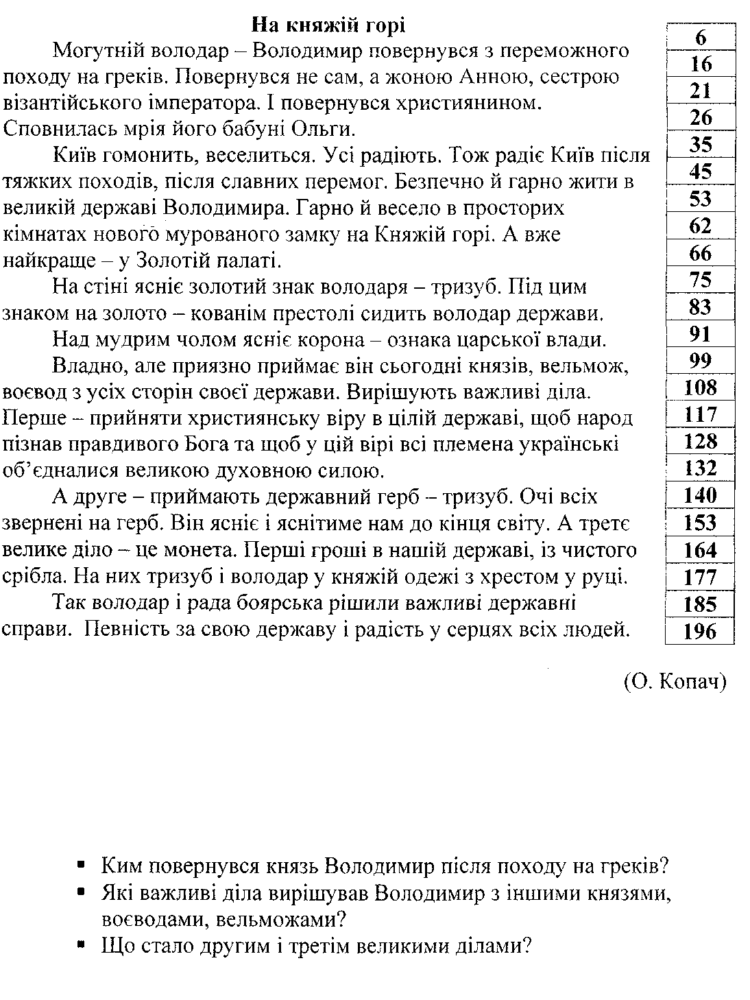 На княжій горі
Могутній володар – Володимир повернувся з переможного 6
походу на греків. Повернувся не сам, а жоною Анною, сестрою 16
візантійського імператора. І повернувся християнином. 21
Сповнилась мрія його бабуні Ольги. 26
Київ гомонить, веселиться. Усі радіють. Тож радіє Київ після 35
тяжких походів, після славних перемог. Безпечно й гарно жити в 45
великій державі Володимира. Гарно й весело в просторих 53
кімнатах нового мурованого замку на Княжій горі. А вже 62
найкраще – у Золотій палаті. 66
На стіні ясніє золотий знак володаря – тризуб. Під цим 75
знаком на золото – кованім престолі сидить володар держави. 83
Над мудрим чолом ясніє корона – ознака царської влади. 91
Владно, але приязно приймає він сьогодні князів, вельмож, 99
воєвод з усіх сторін своєї держави. Вирішують важливі діла. 108
Перше – прийняти християнську віру в цілій державі, щоб народ 117
пізнав правдивого Бога та щоб у цій вірі всі племена українські 128
об’єдналися великою духовною силою. 132
А друге – приймають державний герб – тризуб. Очі всіх 140
звернені на герб. Він ясніє і яснітиме нам до кінця світу. А третє 153
велике діло – це монета. Перші гроші в нашій державі, із чистого 164
срібла. На них тризуб і володар у княжій одежі з хрестом у руці. 177
Так володар і рада боярська рішили важливі державні 185
справи. Певність за свою державу і радість у серцях всіх людей. 196
(О. Копач)
▪ Ким повернувся князь Володимир після походу на греків?
▪ Які важливі діла вирішував Володимир з іншими князями,
воєводами, вельможами?
▪ Що стало другим і третім великими ділами?